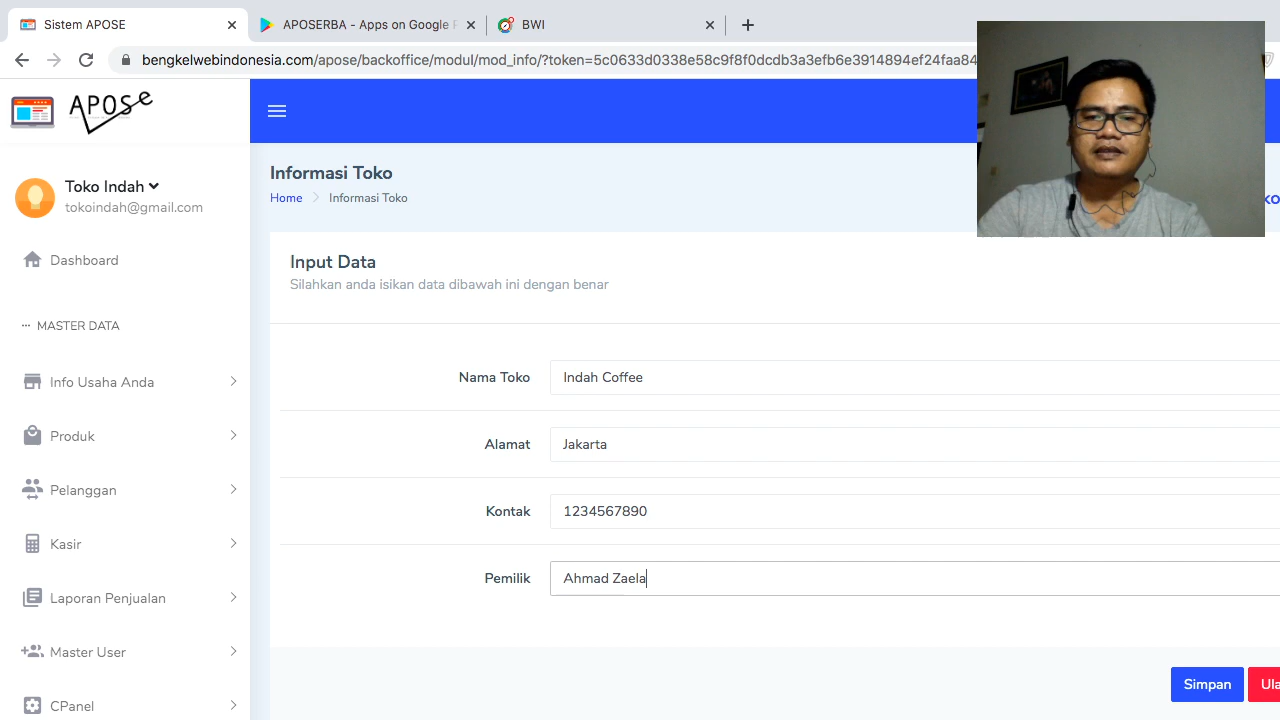 Sistem APOSE
APOSERBA - Apps on Google P
BWI
bengkelwebindonesia.com/apose/backoffice/modul/mod_info/?token=5c0633d0338e58c9f8f0dcdb3a3efb6e3914894ef24faa84
APOSe
Toko Indah
tokoindah@gmail.com
Dashboard
MASTER DATA
Info Usaha Anda
Produk
Pelanggan
Kasir
Laporan Penjualan
Master User
CPanel
Informasi Toko
Home
Informasi Toko
ko
Input Data
Silahkan anda isikan data dibawah ini dengan benar
Nama Toko
Indah Coffee
Alamat
Jakarta
Kontak
1234567890
Pemilik
Ahmad Zaela
Simpan
Ula